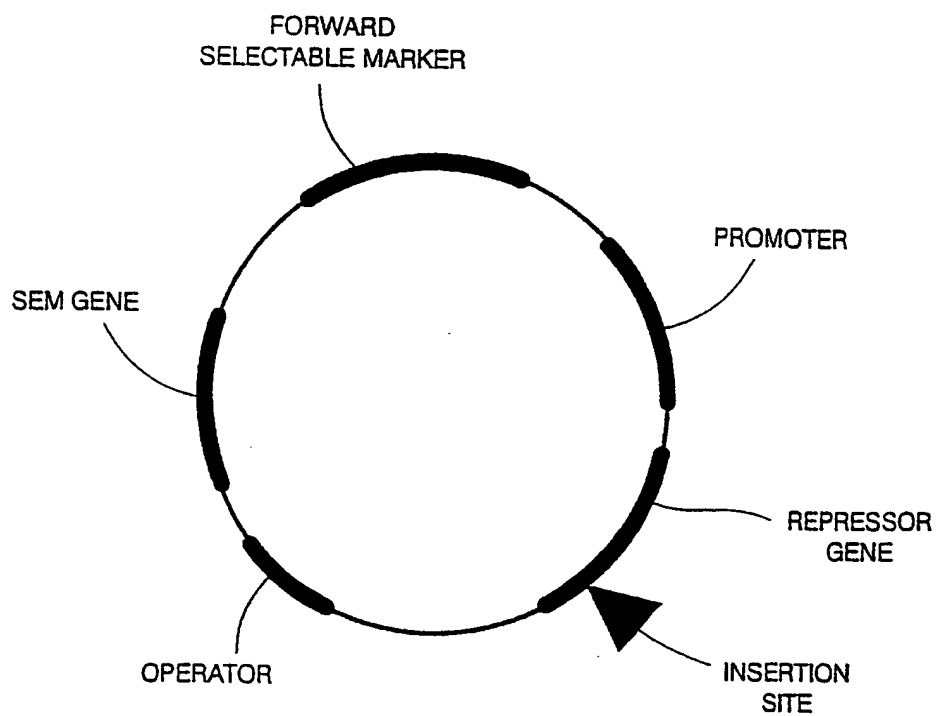 FORWARD
SELECTABLE MARKER
PROMOTER
SEM GENE
REPRESSOR
GENE
OPERATOR
INSERTION
SITE